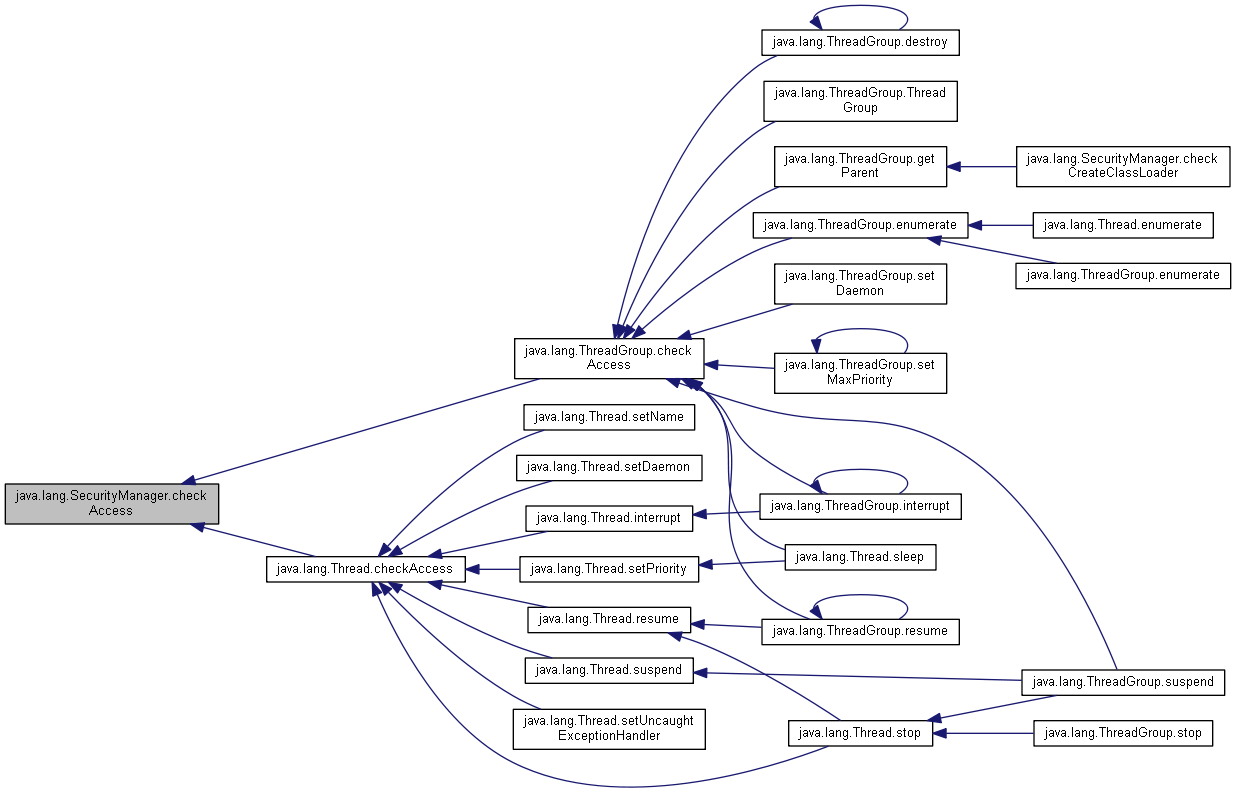 java.lang.ThreadGroup.destroy
java.lang.ThreadGroup.Thread
Group
java.lang.ThreadGroup.get
Parent
java.lang.SecurityManager.check
CreateClassLoader
java.lang.ThreadGroup.enumerate
java.lang.Thread.enumerate
java.lang.ThreadGroup.enumerate
java.lang.ThreadGroup.set
Daemon
java.lang.ThreadGroup.check
Access
java.lang.ThreadGroup.set
MaxPriority
java.lang.Thread.setName
java.lang.Thread.setDaemon
java.lang.SecurityManager.check
Access
java.lang.Thread.interrupt
java.lang.ThreadGroup.interrupt
java.lang.Thread.checkAccess
java.lang.Thread.setPriority
java.lang.Thread.sleep
java.lang.Thread.resume
java.lang.ThreadGroup.resume
java.lang.Thread.suspend
java.lang.ThreadGroup.suspend
java.lang.Thread.setUncaught
ExceptionHandler
java.lang.Thread.stop
java.lang.ThreadGroup.stop